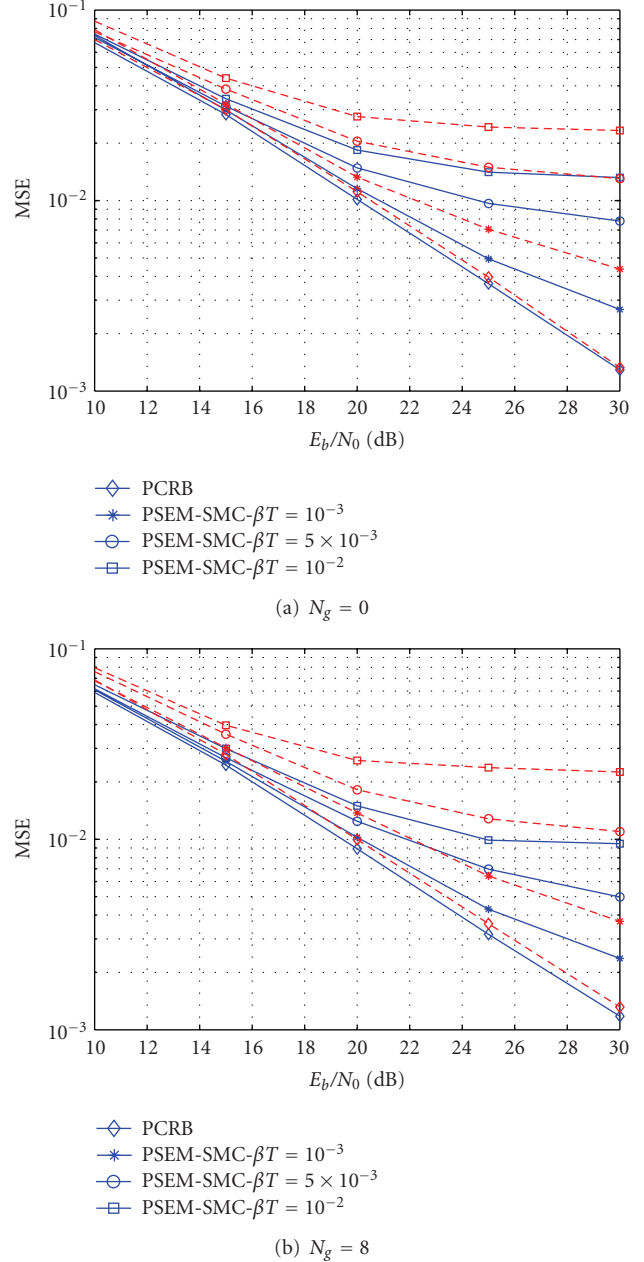 10⁻¹
10⁻²
10⁻³
MSE
10 12 14 16 18 20 22 24 26 28 30
E_b/N_0 (dB)
PCRB
PSEM-SMC-βT = 10⁻³
PSEM-SMC-βT = 5 × 10⁻³
PSEM-SMC-βT = 10⁻²
(a) N_g = 0
10⁻¹
10⁻²
10⁻³
MSE
10 12 14 16 18 20 22 24 26 28 30
E_b/N_0 (dB)
PCRB
PSEM-SMC-βT = 10⁻³
PSEM-SMC-βT = 5 × 10⁻³
PSEM-SMC-βT = 10⁻²
(b) N_g = 8